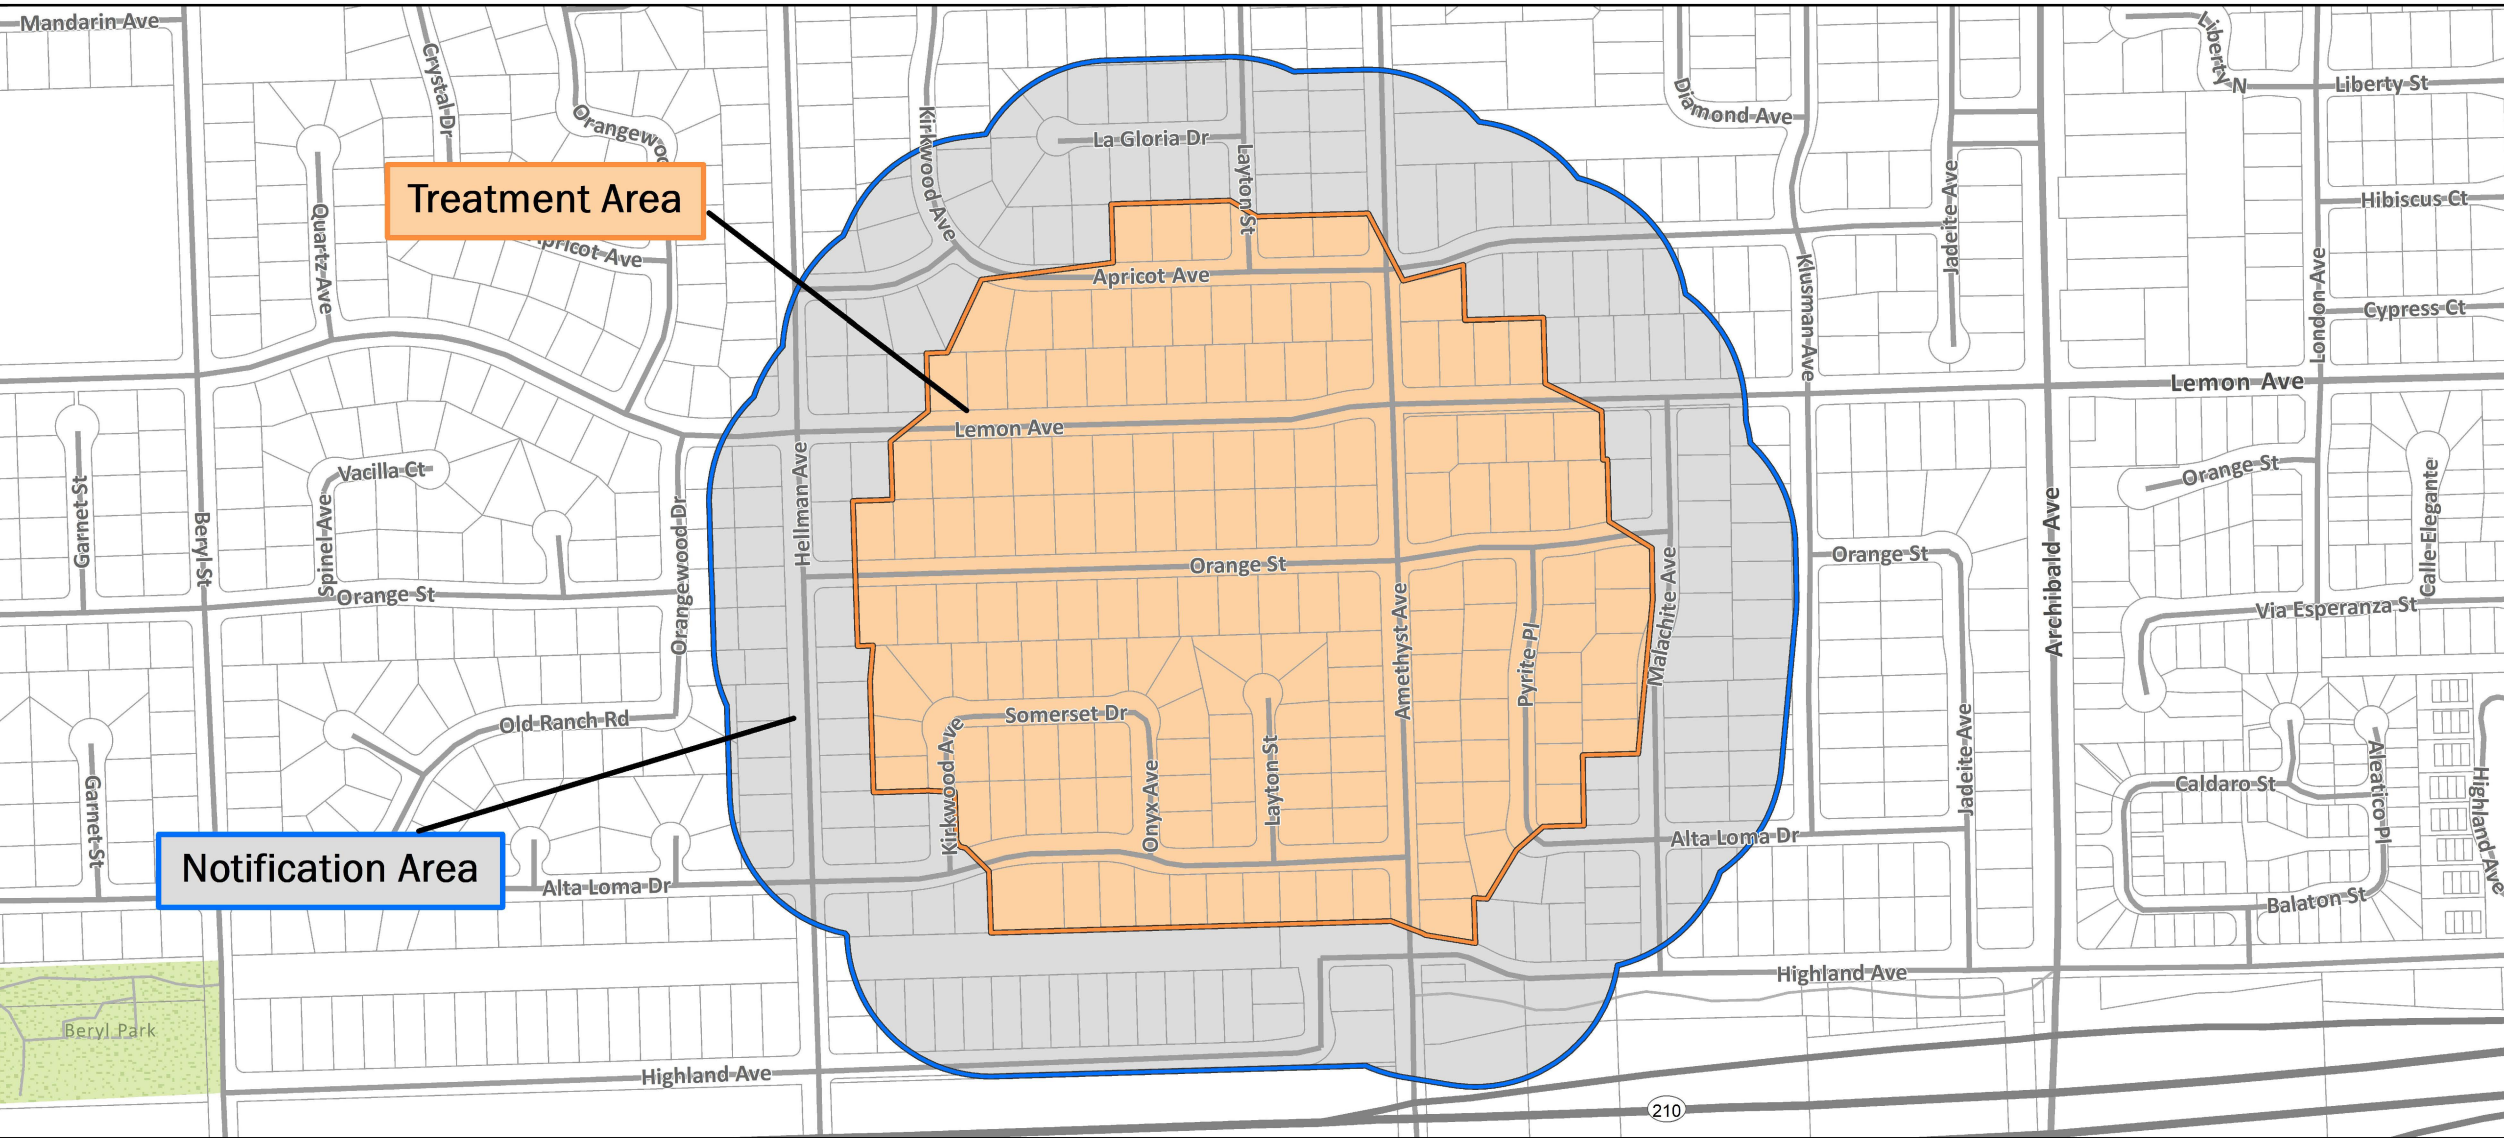 Mandarin Ave
Crystal Dr
Orangewoo
Kirkwood Ave
La Gloria Dr
Layton St
Diamond Ave
Liberty N
Liberty St
Treatment Area
Quartz Ave
Apricot Ave
Apricot Ave
Jadeite Ave
Hibiscus Ct
Klusmann Ave
London Ave
Cypress Ct
Lemon Ave
Lemon Ave
Garnet St
Beryl St
Vacilla Ct
Spinel Ave
Orange St
Orangewood Dr
Hellman Ave
Orange St
Amethyst Ave
Pyrite Pl
Malachite Ave
Orange St
Archibald Ave
Orange St
Calle Elegante
Via Esperanza St
Old Ranch Rd
Somerset Dr
Kirkwood Ave
Onyx Ave
Layton St
Jadeite Ave
Caldaro St
Aleatico Pl
Highland Ave
Garnet St
Notification Area
Alta Loma Dr
Alta Loma Dr
Balaton St
Highland Ave
Beryl Park
Highland Ave
210